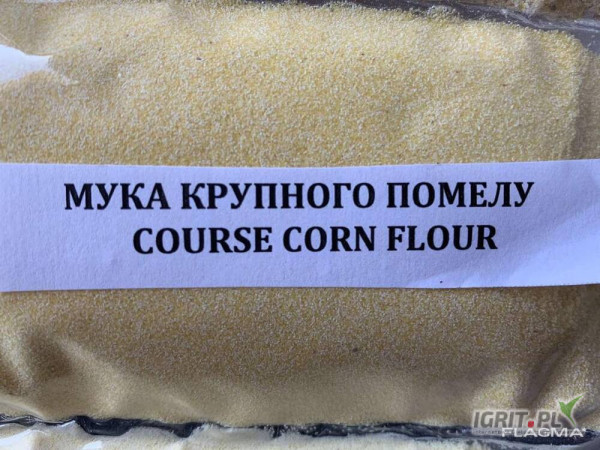 МУКА КРУПНОГО ПОМЕЛУ
COURSE CORN FLOUR
IGRIT.PL
FLAGMA